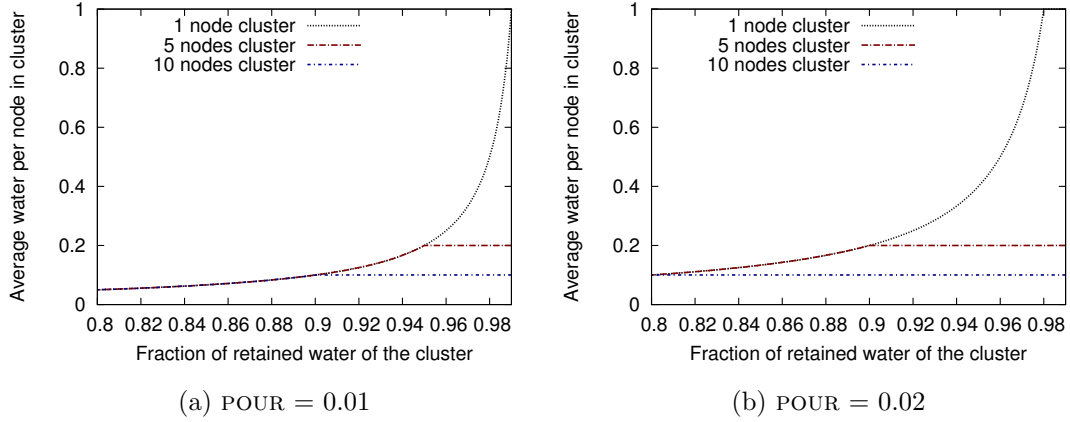 1 node cluster
5 nodes cluster
10 nodes cluster
1
0.8
0.6
0.4
0.2
0
Average water per node in cluster
0.8 0.82 0.84 0.86 0.88 0.9 0.92 0.94 0.96 0.98
Fraction of retained water of the cluster
(a) POUR = 0.01
1 node cluster
5 nodes cluster
10 nodes cluster
1
0.8
0.6
0.4
0.2
0
Average water per node in cluster
0.8 0.82 0.84 0.86 0.88 0.9 0.92 0.94 0.96 0.98
Fraction of retained water of the cluster
(b) POUR = 0.02